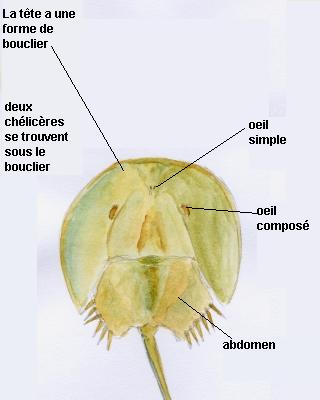 La tête a une
forme de
bouclier
deux
chélicères
se trouvent
sous le
bouclier
oeil
simple
oeil
composé
abdomen